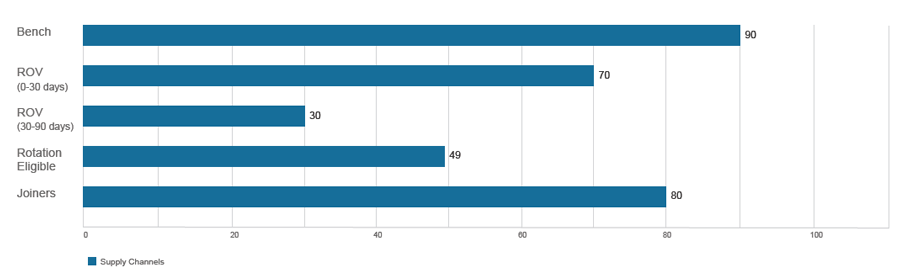 Bench
90
ROV
(0-30 days)
70
ROV
(30-90 days)
30
Rotation
Eligible
49
Joiners
80
0 20 40 60 80 100
Supply Channels